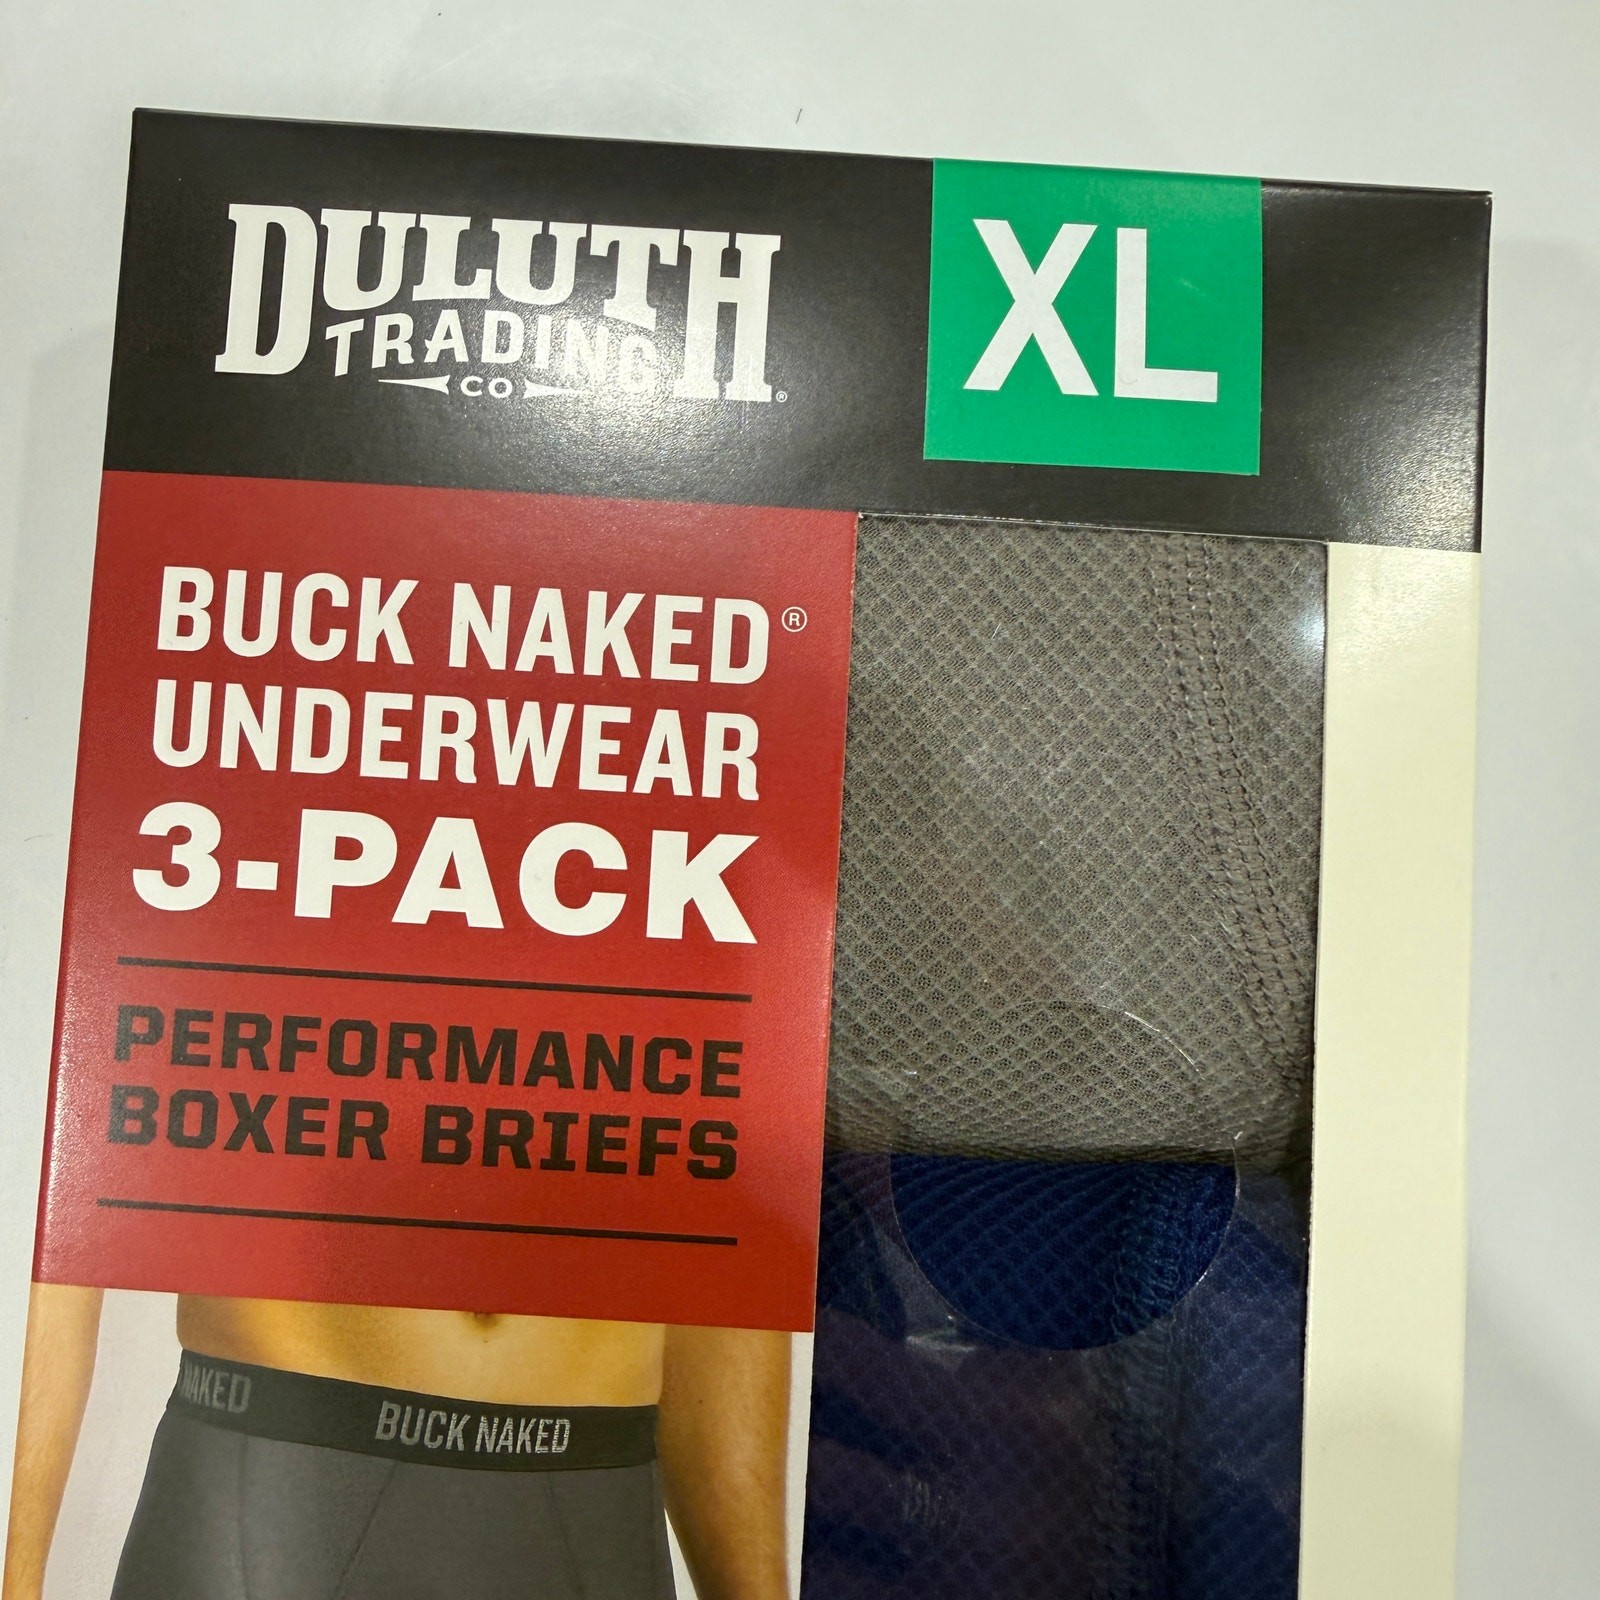 DULUTH
TRADING
CO
®
XL
BUCK NAKED®
UNDERWEAR
3-PACK
PERFORMANCE
BOXER BRIEFS
NAKED
BUCK NAKED